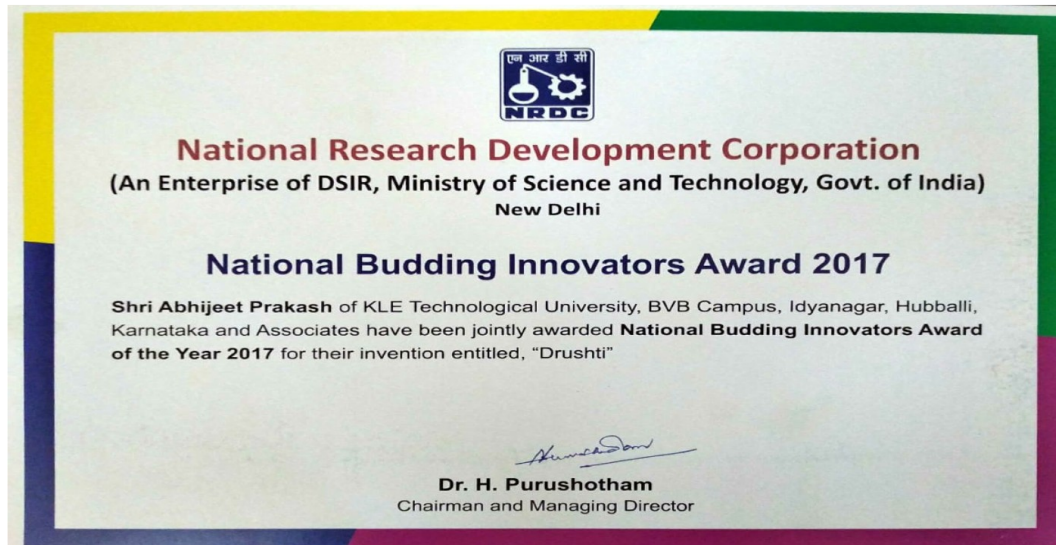 एन आर डी सी
NRDC
National Research Development Corporation
(An Enterprise of DSIR, Ministry of Science and Technology, Govt. of India)
New Delhi
National Budding Innovators Award 2017
Shri Abhijeet Prakash of KLE Technological University, BVB Campus, Idyanagar, Hubballi,
Karnataka and Associates have been jointly awarded National Budding Innovators Award
of the Year 2017 for their invention entitled, “Drushti”
Dr. H. Purushotham
Chairman and Managing Director